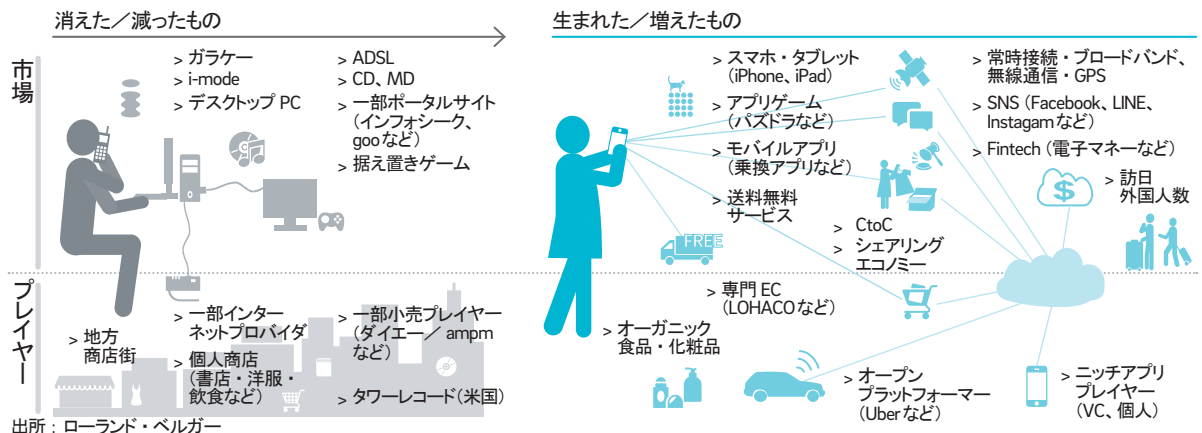 消えた／減ったもの
市場
> ガラケー
> i-mode
> デスクトップ PC
> ADSL
> CD、MD
> 一部ポータルサイト
（インフォシーク、
gooなど）
> 据え置きゲーム
プレイヤー
> 地方
商店街
> 一部インター
ネットプロバイダ
> 個人商店
（書店・洋服・
飲食など）
> 一部小売プレイヤー
（ダイエー／ ampm
など）
> タワーレコード（米国）
生まれた／増えたもの
> スマホ・タブレット
（iPhone、iPad）
> アプリゲーム
（パズドラなど）
> モバイルアプリ
（乗換アプリなど）
> 送料無料
サービス
FREE
> CtoC
> シェアリング
エコノミー
> 常時接続・ブロードバンド、
無線通信・GPS
> SNS（Facebook、LINE、
Instagamなど）
> Fintech（電子マネーなど）
$
> 訪日
外国人数
> 専門 EC
（LOHACOなど）
> オーガニック
食品・化粧品
> オープン
プラットフォーマー
（Uberなど）
> ニッチアプリ
プレイヤー
（VC、個人）
出所：ローランド・ベルガー